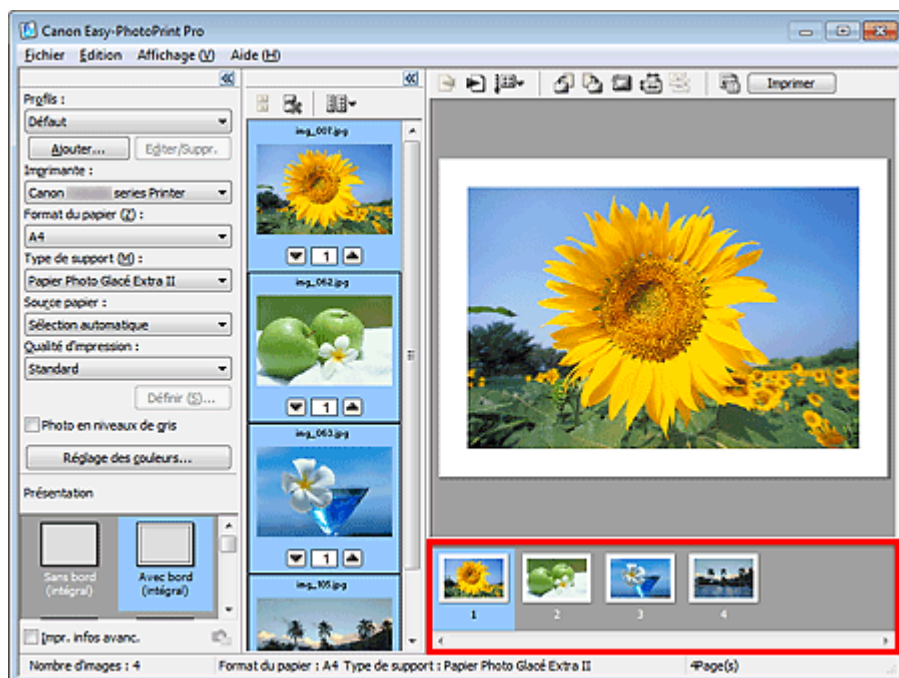 Canon Easy-PhotoPrint Pro
Fichier Édition Affichage (V) Aide (H)
Profils :
Défaut
Ajouter... Éditer/Suppr.
Imprimante :
Canon series Printer
Format du papier (Z) :
A4
Type de support (M) :
Papier Photo Glacé Extra II
Source papier :
Sélection automatique
Qualité d'impression :
Standard
Définir (S)...
Photo en niveaux de gris
Réglage des couleurs...
Présentation
Sans bord
(intégral)
Avec bord
(intégral)
Impr. infos avanc.
img_007.jpg
1
img_062.jpg
1
img_063.jpg
1
img_105.jpg
Imprimer
1 2 3 4
Nombre d'images : 4 Format du papier : A4 Type de support : Papier Photo Glacé Extra II 4Page(s)